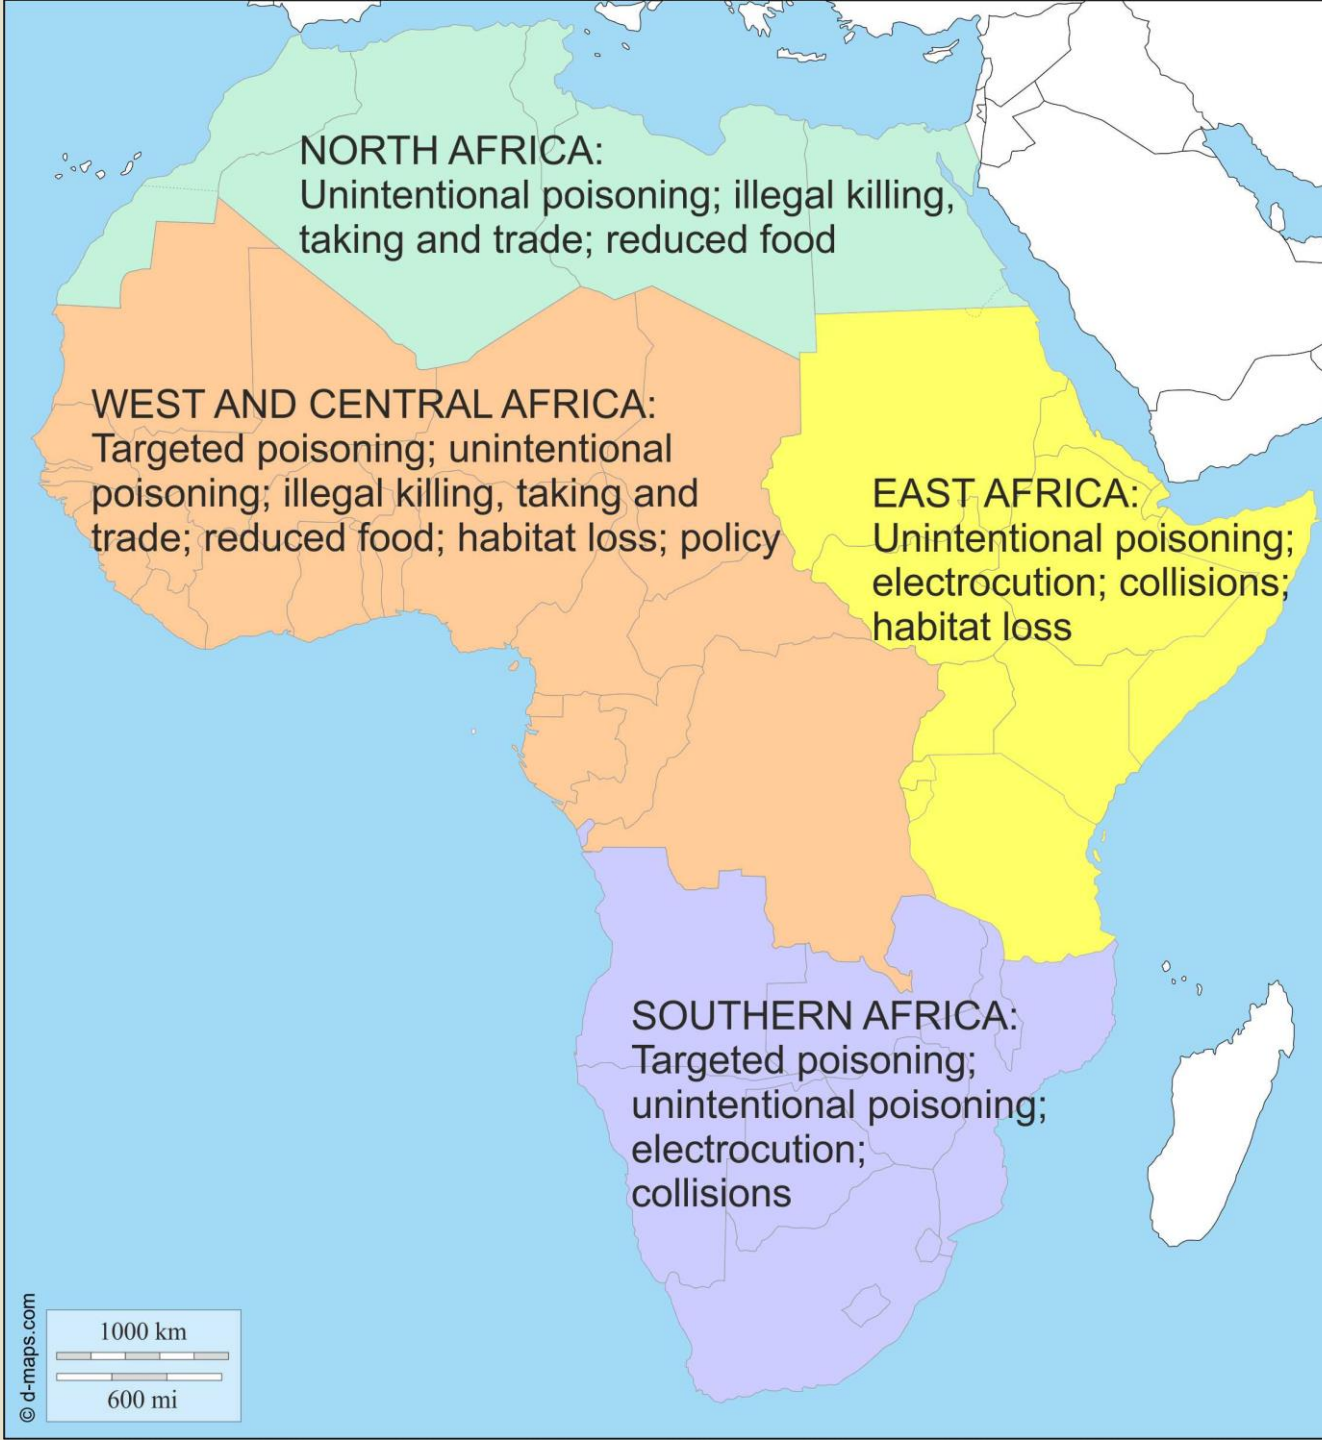 NORTH AFRICA:
Unintentional poisoning; illegal killing,
taking and trade; reduced food
WEST AND CENTRAL AFRICA:
Targeted poisoning; unintentional
poisoning; illegal killing, taking and
trade; reduced food; habitat loss; policy
EAST AFRICA:
Unintentional poisoning;
electrocution; collisions;
habitat loss
SOUTHERN AFRICA:
Targeted poisoning;
unintentional poisoning;
electrocution;
collisions
© d-maps.com
1000 km
600 mi